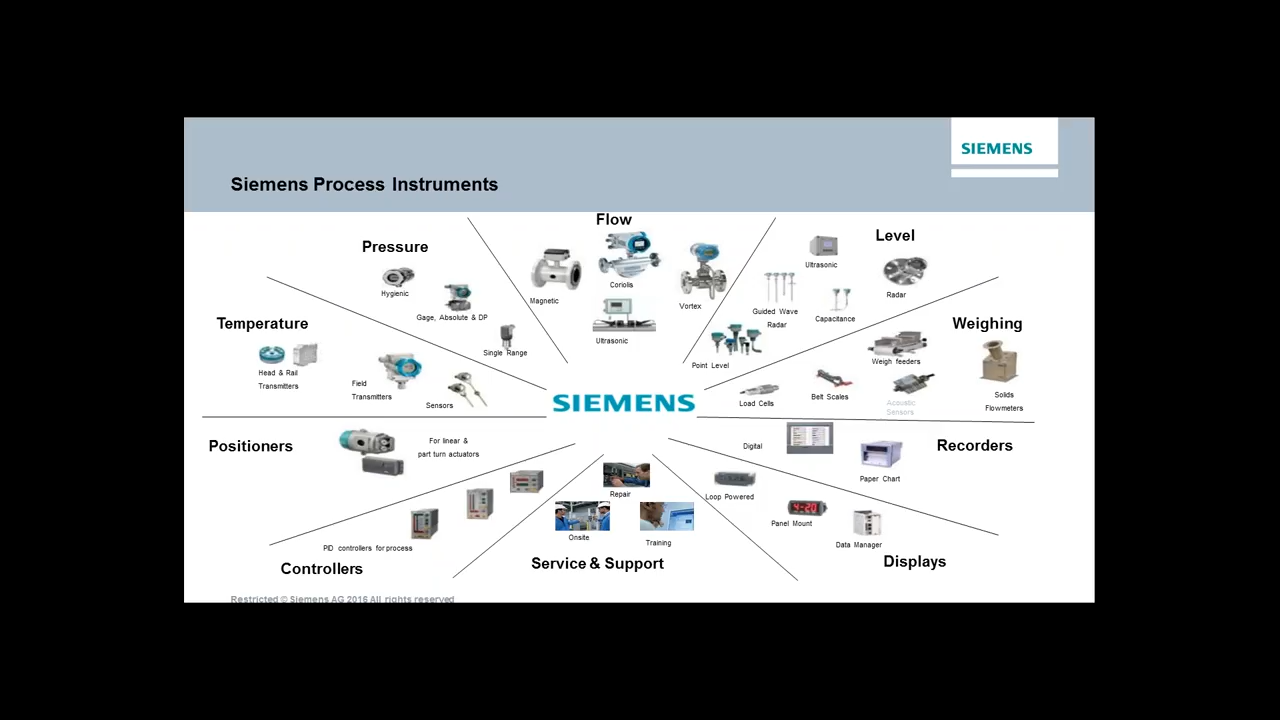 SIEMENS
Siemens Process Instruments
Flow
Magnetic
Coriolis
Vortex
Ultrasonic
Pressure
Hygienic
Gage, Absolute & DP
Single Range
Level
Ultrasonic
Radar
Guided Wave
Radar
Capacitance
Point Level
Temperature
Head & Rail
Transmitters
Field
Transmitters
Sensors
Weighing
Weigh feeders
Load Cells
Belt Scales
Acoustic
Sensors
Solids
Flowmeters
SIEMENS
Positioners
For linear &
part turn actuators
Recorders
Digital
Paper Chart
Controllers
PID controllers for process
Service & Support
Repair
Onsite
Training
Displays
Loop Powered
Panel Mount
4-20
Data Manager
Restricted © Siemens AG 2016 All rights reserved